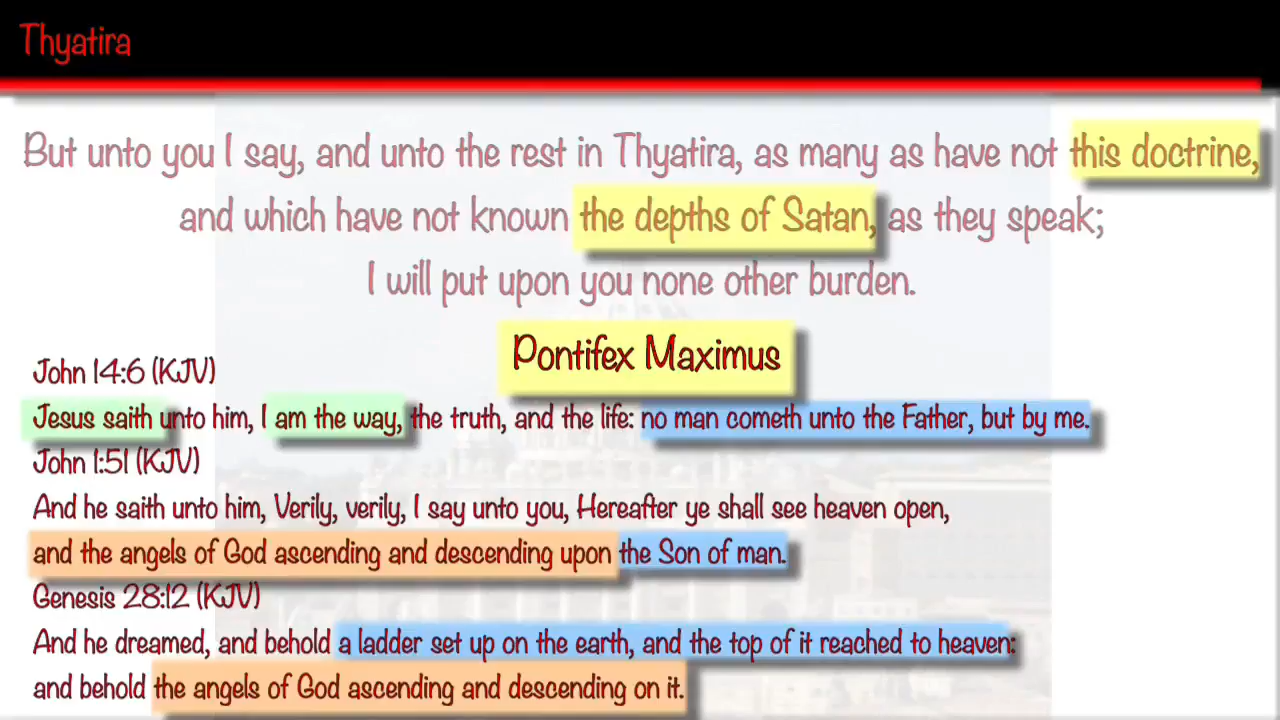 Thyatira
But unto you I say, and unto the rest in Thyatira, as many as have not this doctrine,
and which have not known the depths of Satan, as they speak;
I will put upon you none other burden.
Pontifex Maximus
John 14:6 (KJV)
Jesus saith unto him, I am the way, the truth, and the life: no man cometh unto the Father, but by me.
John 1:51 (KJV)
And he saith unto him, Verily, verily, I say unto you, Hereafter ye shall see heaven open,
and the angels of God ascending and descending upon the Son of man.
Genesis 28:12 (KJV)
And he dreamed, and behold a ladder set up on the earth, and the top of it reached to heaven:
and behold the angels of God ascending and descending on it.